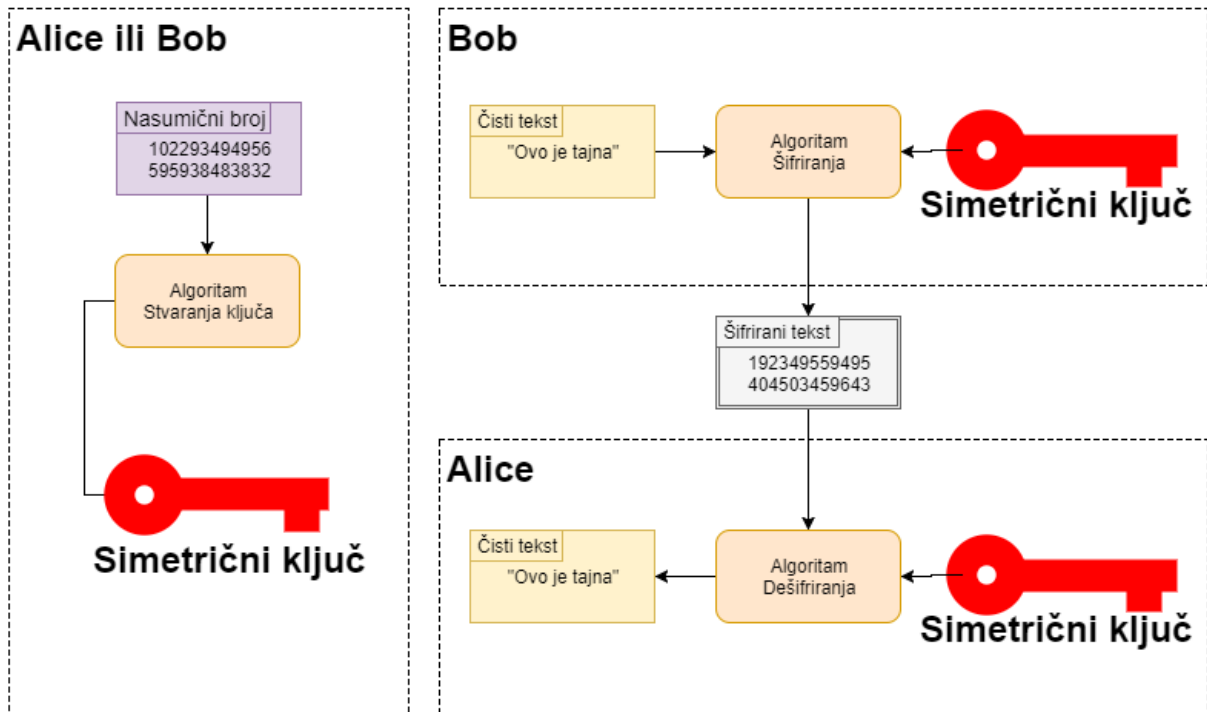 Alice ili Bob
Nasumični broj
102293494956
595938483832
Algoritam
Stvaranja ključa
Simetrični ključ
Bob
Čisti tekst
"Ovo je tajna"
Algoritam
Šifriranja
Simetrični ključ
Šifrirani tekst
192349559495
404503459643
Alice
Čisti tekst
"Ovo je tajna"
Algoritam
Dešifriranja
Simetrični ključ